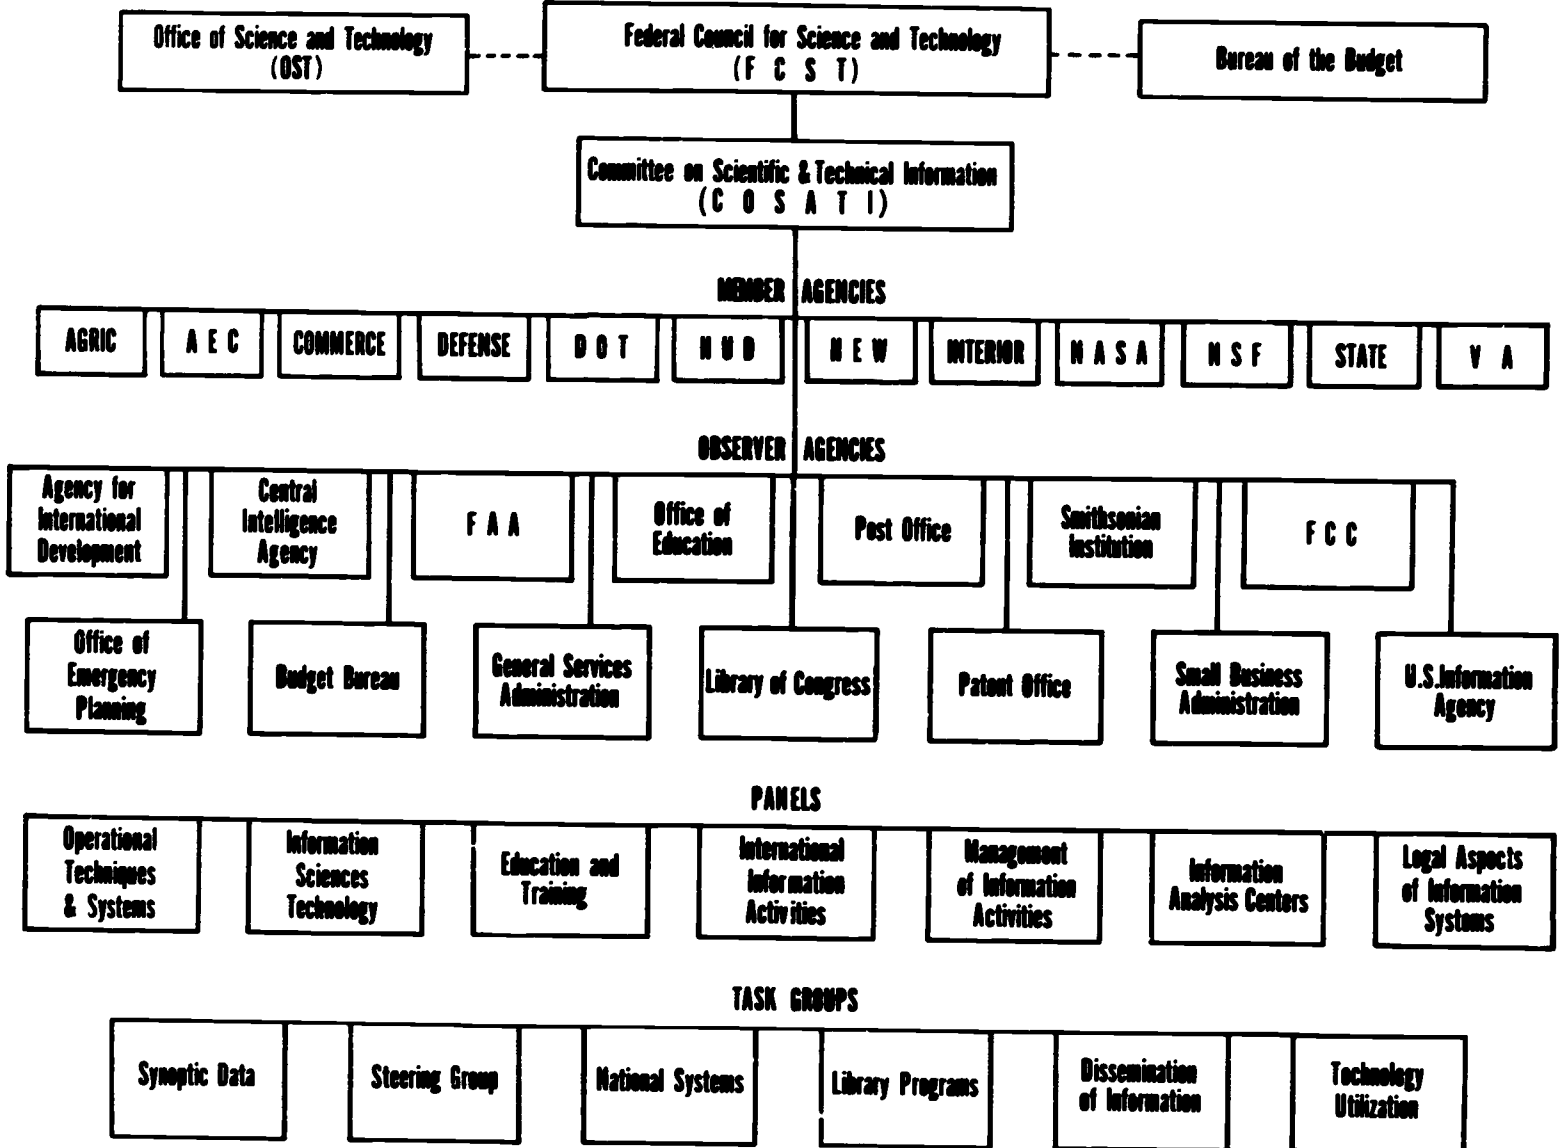 Office of Science and Technology
(OST)
Federal Council for Science and Technology
(F C S T)
Bureau of the Budget
Committee on Scientific & Technical Information
(C O S A T I)
MEMBER AGENCIES
AGRIC
A E C
COMMERCE
DEFENSE
D O T
H U D
H E W
INTERIOR
N A S A
N S F
STATE
V A
OBSERVER AGENCIES
Agency for
International
Development
Central
Intelligence
Agency
F A A
Office of
Education
Post Office
Smithsonian
Institution
F C C
Office of
Emergency
Planning
Budget Bureau
General Services
Administration
Library of Congress
Patent Office
Small Business
Administration
U.S.Information
Agency
PANELS
Operational
Techniques
& Systems
Information
Sciences
Technology
Education and
Training
International
Information
Activities
Management
of Information
Activities
Information
Analysis Centers
Legal Aspects
of Information
Systems
TASK GROUPS
Synoptic Data
Steering Group
National Systems
Library Programs
Dissemination
of Information
Technology
Utilization